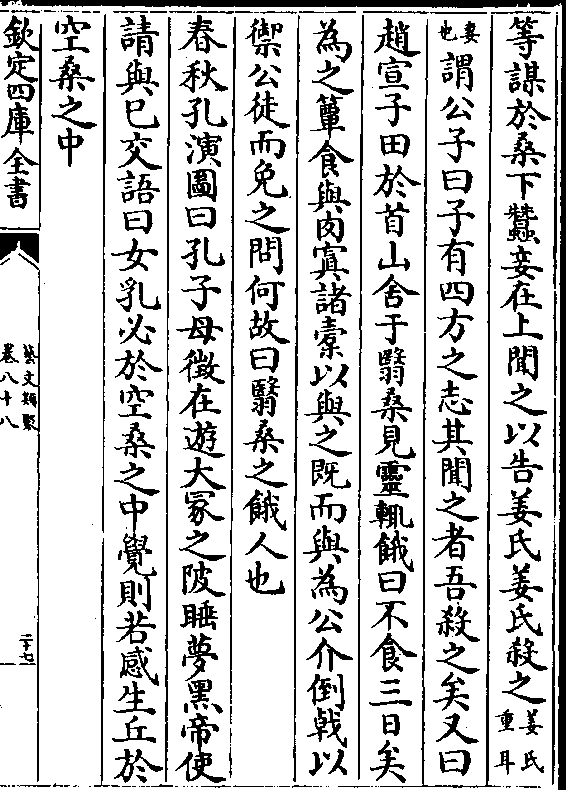 等謀於桑下蠶妾在上聞之以告姜氏姜氏殺之姜氏重耳
妻也謂公子曰子有四方之志其聞之者吾殺之矣又曰
趙宣子田於首山舍于翳桑見靈輒餓曰不食三日矣
為之簞食與肉寘諸橐以與之既而與為公介倒戟以
禦公徒而免之問何故曰翳桑之餓人也
春秋孔演圖曰孔子母徵在遊大冢之陂睡夢黑帝使
請與已交語曰女乳必於空桑之中覺則若感生丘於
空桑之中
欽定四庫全書
藝文類聚
卷八十八
二十七